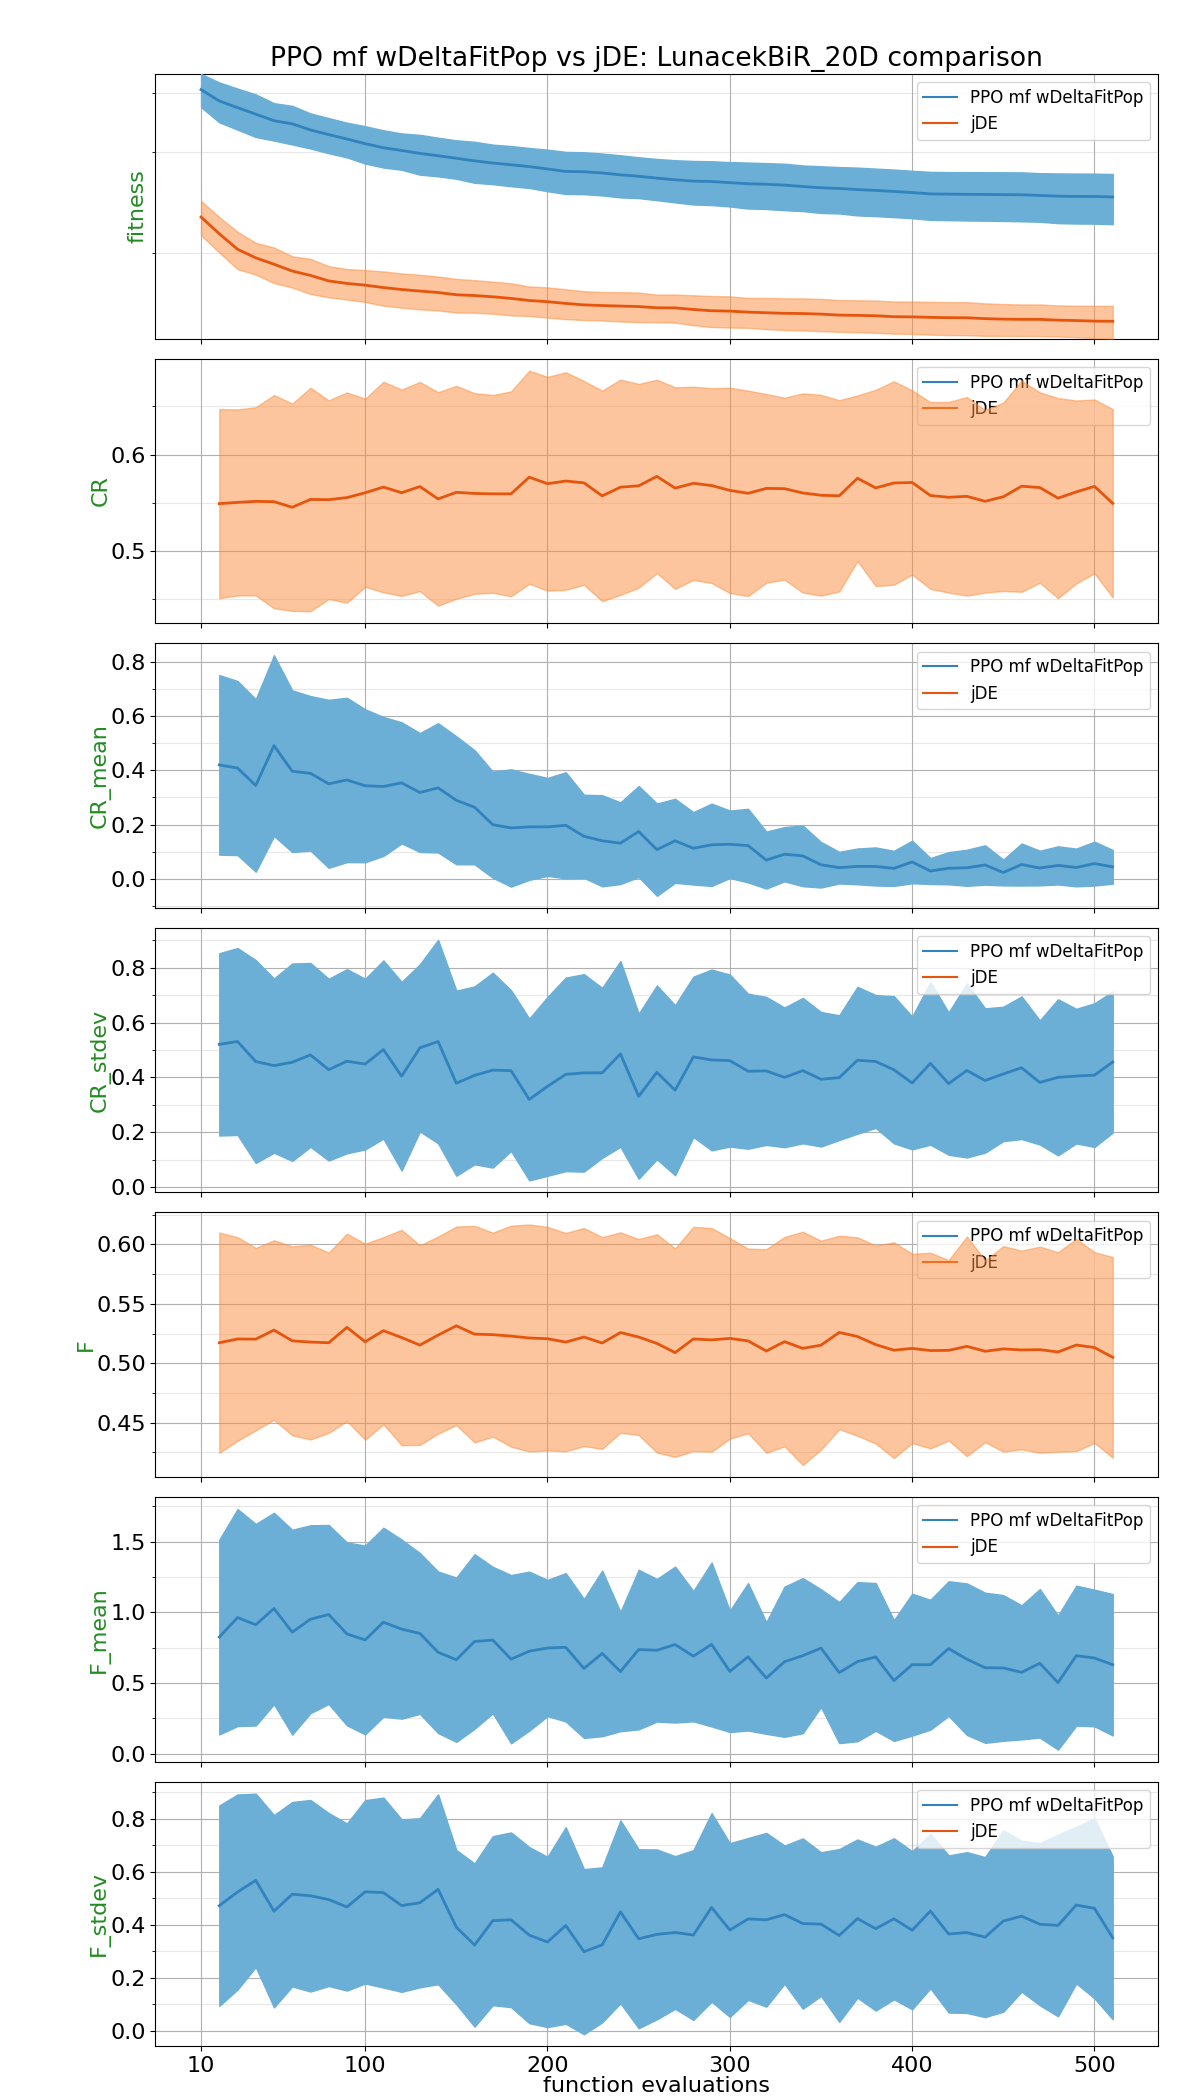 PPO mf wDeltaFitPop vs jDE: LunacekBiR_20D comparison
fitness
PPO mf wDeltaFitPop
jDE
CR
0.6
0.5
PPO mf wDeltaFitPop
jDE
CR_mean
0.8
0.6
0.4
0.2
0.0
PPO mf wDeltaFitPop
jDE
CR_stdev
0.8
0.6
0.4
0.2
0.0
PPO mf wDeltaFitPop
jDE
F
0.60
0.55
0.50
0.45
PPO mf wDeltaFitPop
jDE
F_mean
1.5
1.0
0.5
0.0
PPO mf wDeltaFitPop
jDE
F_stdev
0.8
0.6
0.4
0.2
0.0
PPO mf wDeltaFitPop
jDE
10 100 200 300 400 500
function evaluations